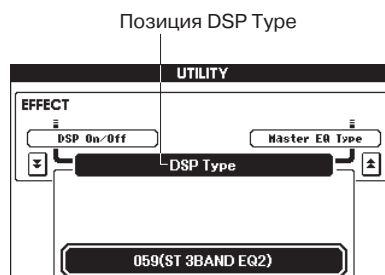 Позиция DSP Type
UTILITY
EFFECT
DSP On/Off
Master EQ Type
DSP Type
059(ST 3BAND EQ2)